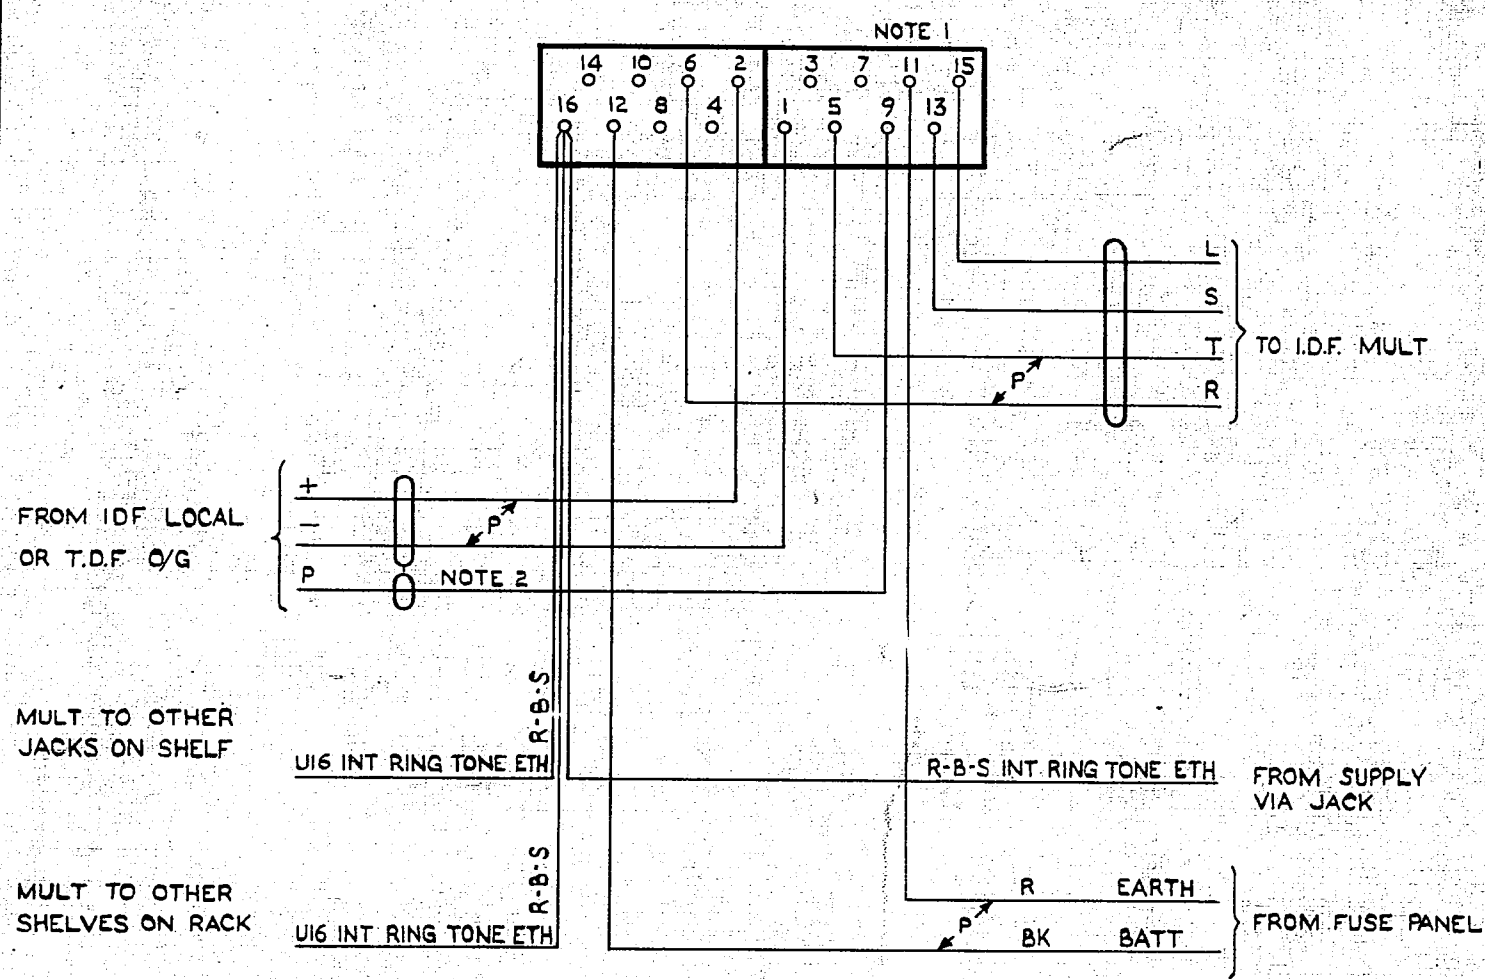 NOTE 1
14 10 6 2 3 7 11 15
16 12 8 4 1 5 9 13
L
S
T
P
R
TO I.D.F. MULT
+
-
P
P
FROM IDF LOCAL
OR T.D.F O/G
NOTE 2
MULT TO OTHER
JACKS ON SHELF
U16 INT RING TONE ETH
R-B-S
R-B-S INT. RING TONE ETH
FROM SUPPLY
VIA JACK
MULT TO OTHER
SHELVES ON RACK
U16 INT RING TONE ETH
R-B-S
R EARTH
P
BK BATT
FROM FUSE PANEL